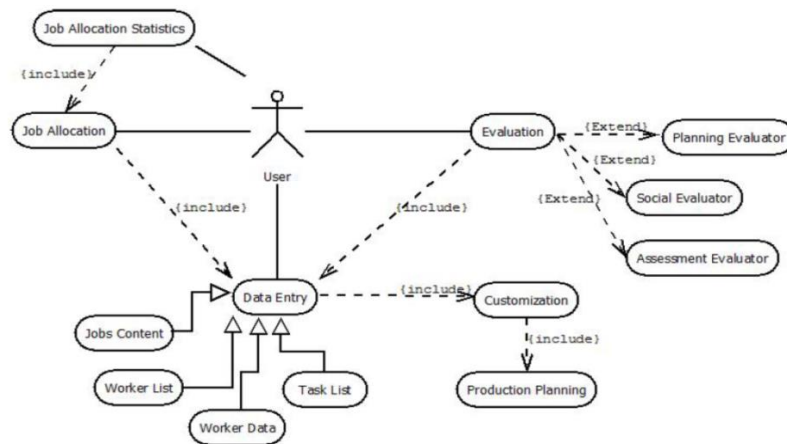 Job Allocation Statistics
{include}
Job Allocation
User
Evaluation
{Extend}
Planning Evaluator
{Extend}
Social Evaluator
{Extend}
Assessment Evaluator
{include}
{include}
Data Entry
{include}
Customization
Jobs Content
{include}
Worker List
Task List
Production Planning
Worker Data